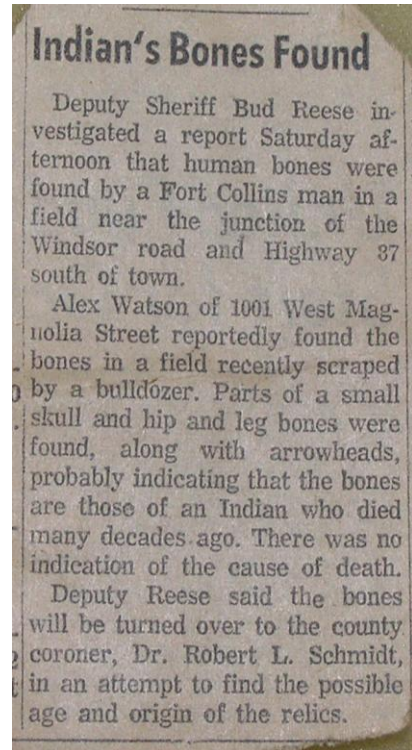 Indian's Bones Found
Deputy Sheriff Bud Reese in-
vestigated a report Saturday af-
ternoon that human bones were
found by a Fort Collins man in a
field near the junction of the
Windsor road and Highway 87
south of town.
Alex Watson of 1001 West Mag-
nolia Street reportedly found the
bones in a field recently scraped
by a bulldozer. Parts of a small
skull and hip and leg bones were
found, along with arrowheads,
probably indicating that the bones
are those of an Indian who died
many decades ago. There was no
indication of the cause of death.
Deputy Reese said the bones
will be turned over to the county
coroner, Dr. Robert L. Schmidt,
in an attempt to find the possible
age and origin of the relics.